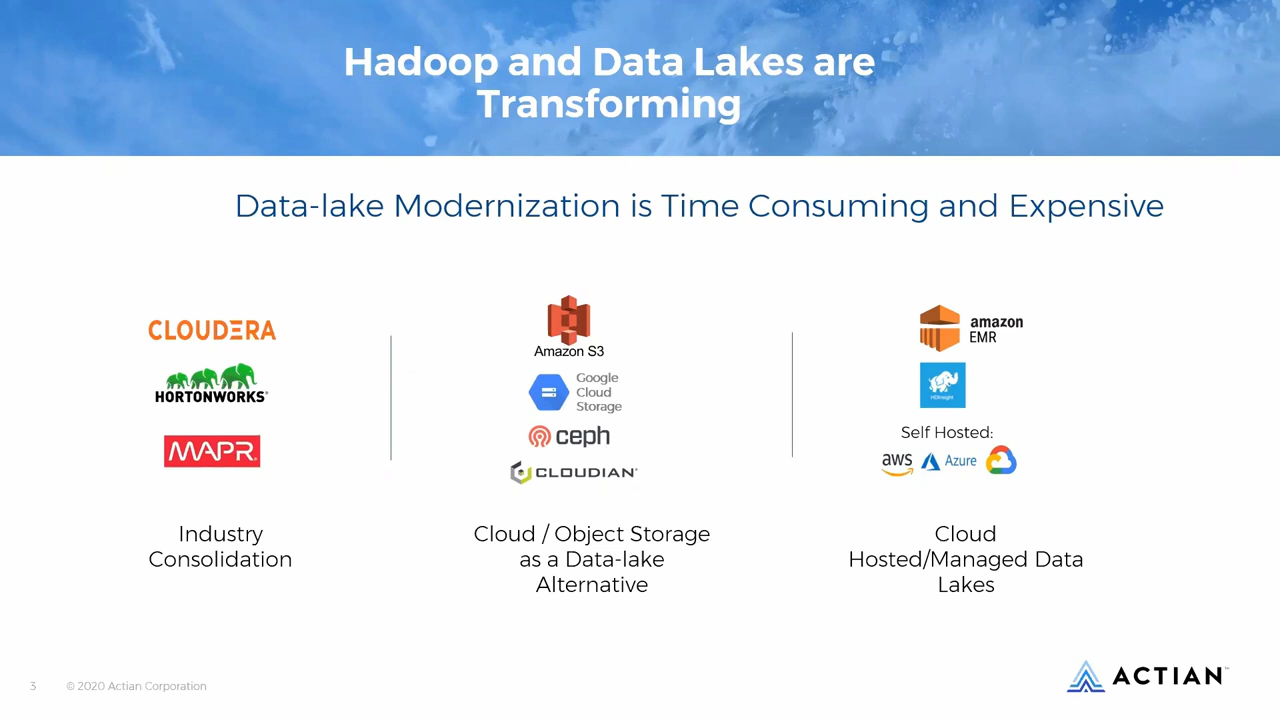 Hadoop and Data Lakes are
Transforming
Data-lake Modernization is Time Consuming and Expensive
CLOUDERA
HORTONWORKS®
MAPR®
Industry
Consolidation
Amazon S3
Google
Cloud
Storage
ceph
CLOUDIAN®
Cloud / Object Storage
as a Data-lake
Alternative
amazon
EMR
HDInsight
Self Hosted:
aws Azure
Cloud
Hosted/Managed Data
Lakes
3 © 2020 Actian Corporation
ACTIAN™